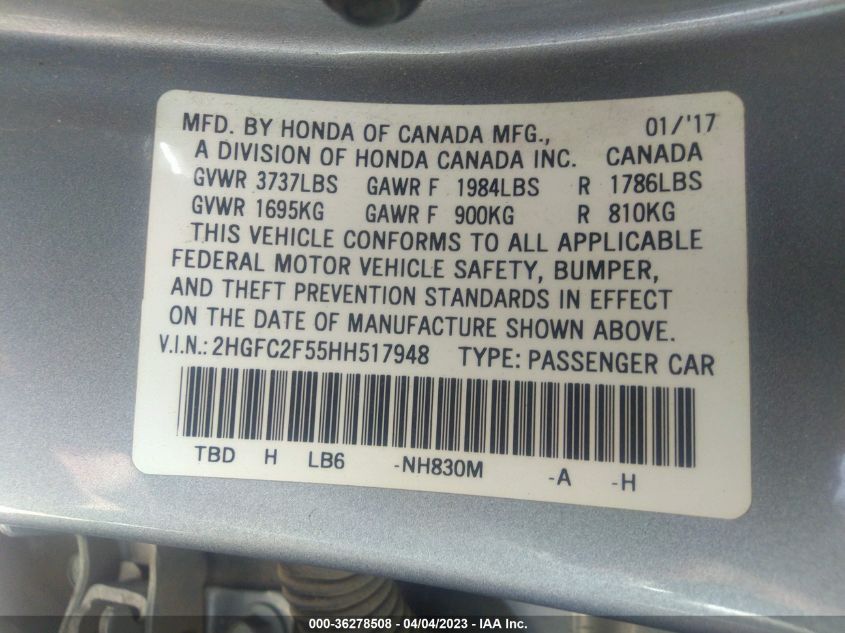 MFD. BY HONDA OF CANADA MFG., 01/'17
A DIVISION OF HONDA CANADA INC. CANADA
GVWR 3737LBS GAWR F 1984LBS R 1786LBS
GVWR 1695KG GAWR F 900KG R 810KG
THIS VEHICLE CONFORMS TO ALL APPLICABLE
FEDERAL MOTOR VEHICLE SAFETY, BUMPER,
AND THEFT PREVENTION STANDARDS IN EFFECT
ON THE DATE OF MANUFACTURE SHOWN ABOVE.
V.I.N.: 2HGFC2F55HH517948 TYPE: PASSENGER CAR
TBD H LB6 -NH830M -A -H
000-36278508 - 04/04/2023 - IAA Inc.